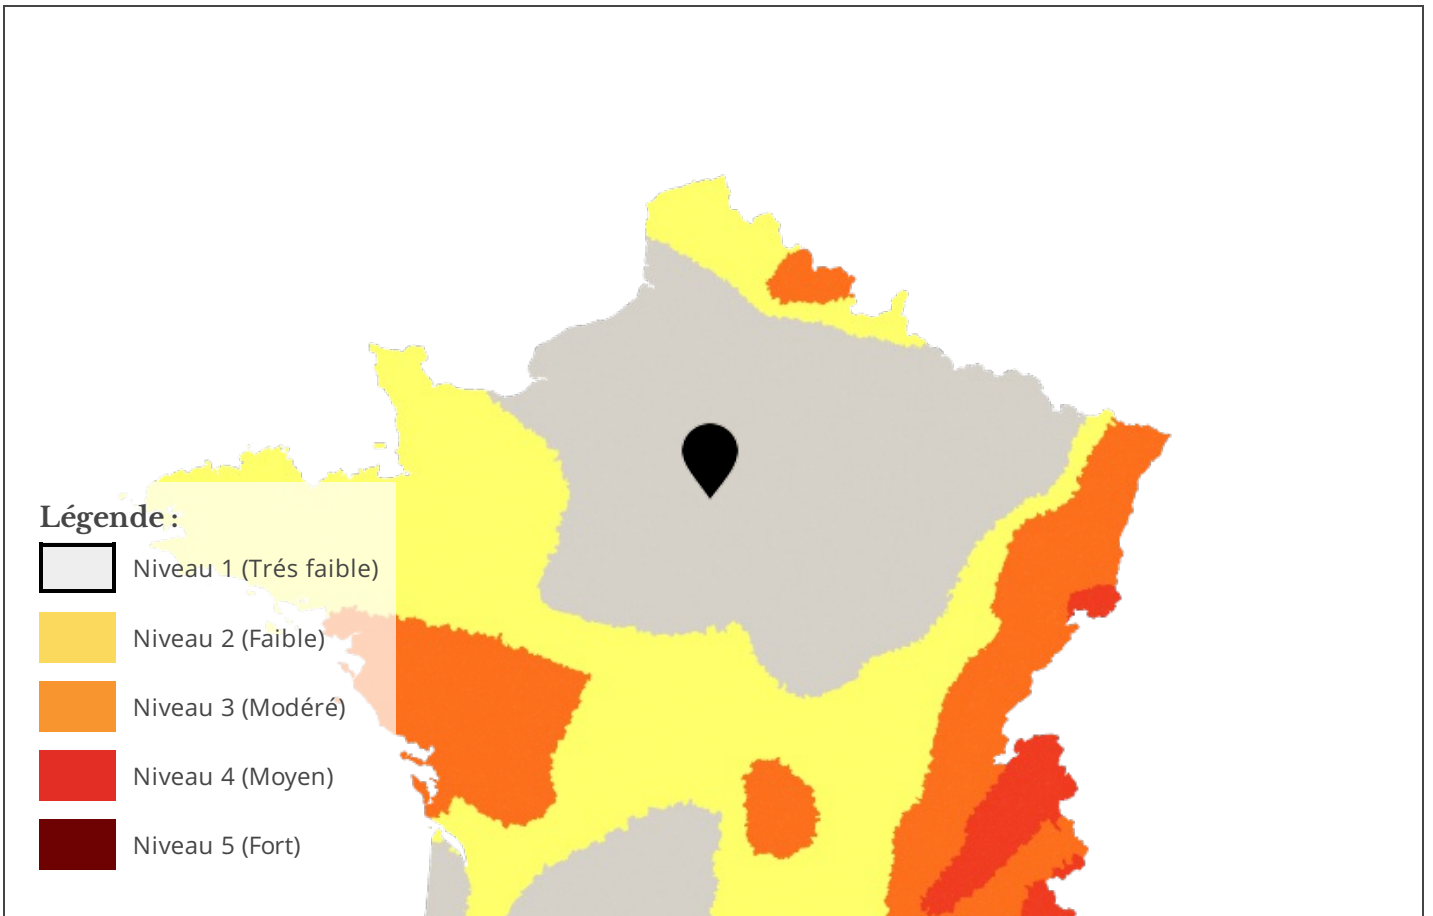 Légende :
Niveau 1 (Trés faible)
Niveau 2 (Faible)
Niveau 3 (Modéré)
Niveau 4 (Moyen)
Niveau 5 (Fort)